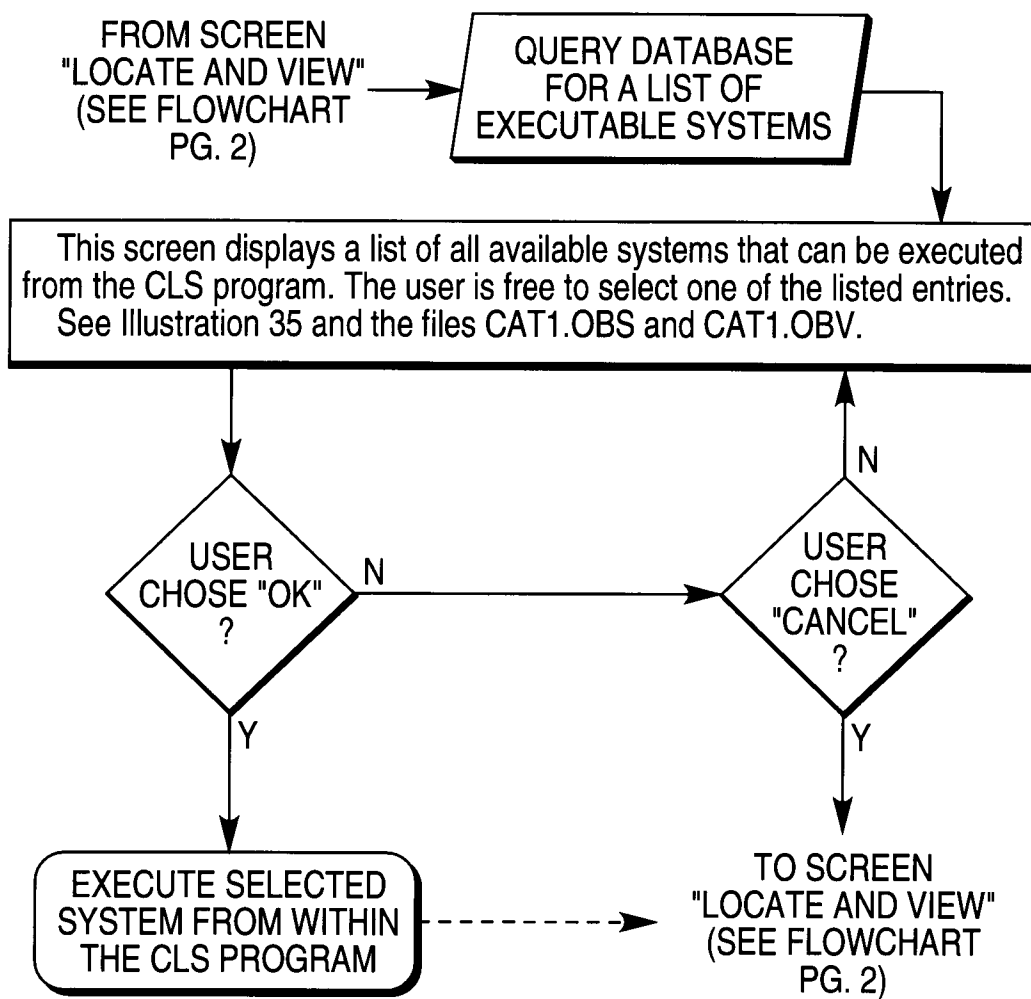 FROM SCREEN
"LOCATE AND VIEW"
(SEE FLOWCHART
PG. 2)
QUERY DATABASE
FOR A LIST OF
EXECUTABLE SYSTEMS
This screen displays a list of all available systems that can be executed
from the CLS program. The user is free to select one of the listed entries.
See Illustration 35 and the files CAT1.OBS and CAT1.OBV.
USER
CHOSE "OK"
?
N
Y
USER
CHOSE
"CANCEL"
?
N
Y
EXECUTE SELECTED
SYSTEM FROM WITHIN
THE CLS PROGRAM
TO SCREEN
"LOCATE AND VIEW"
(SEE FLOWCHART
PG. 2)